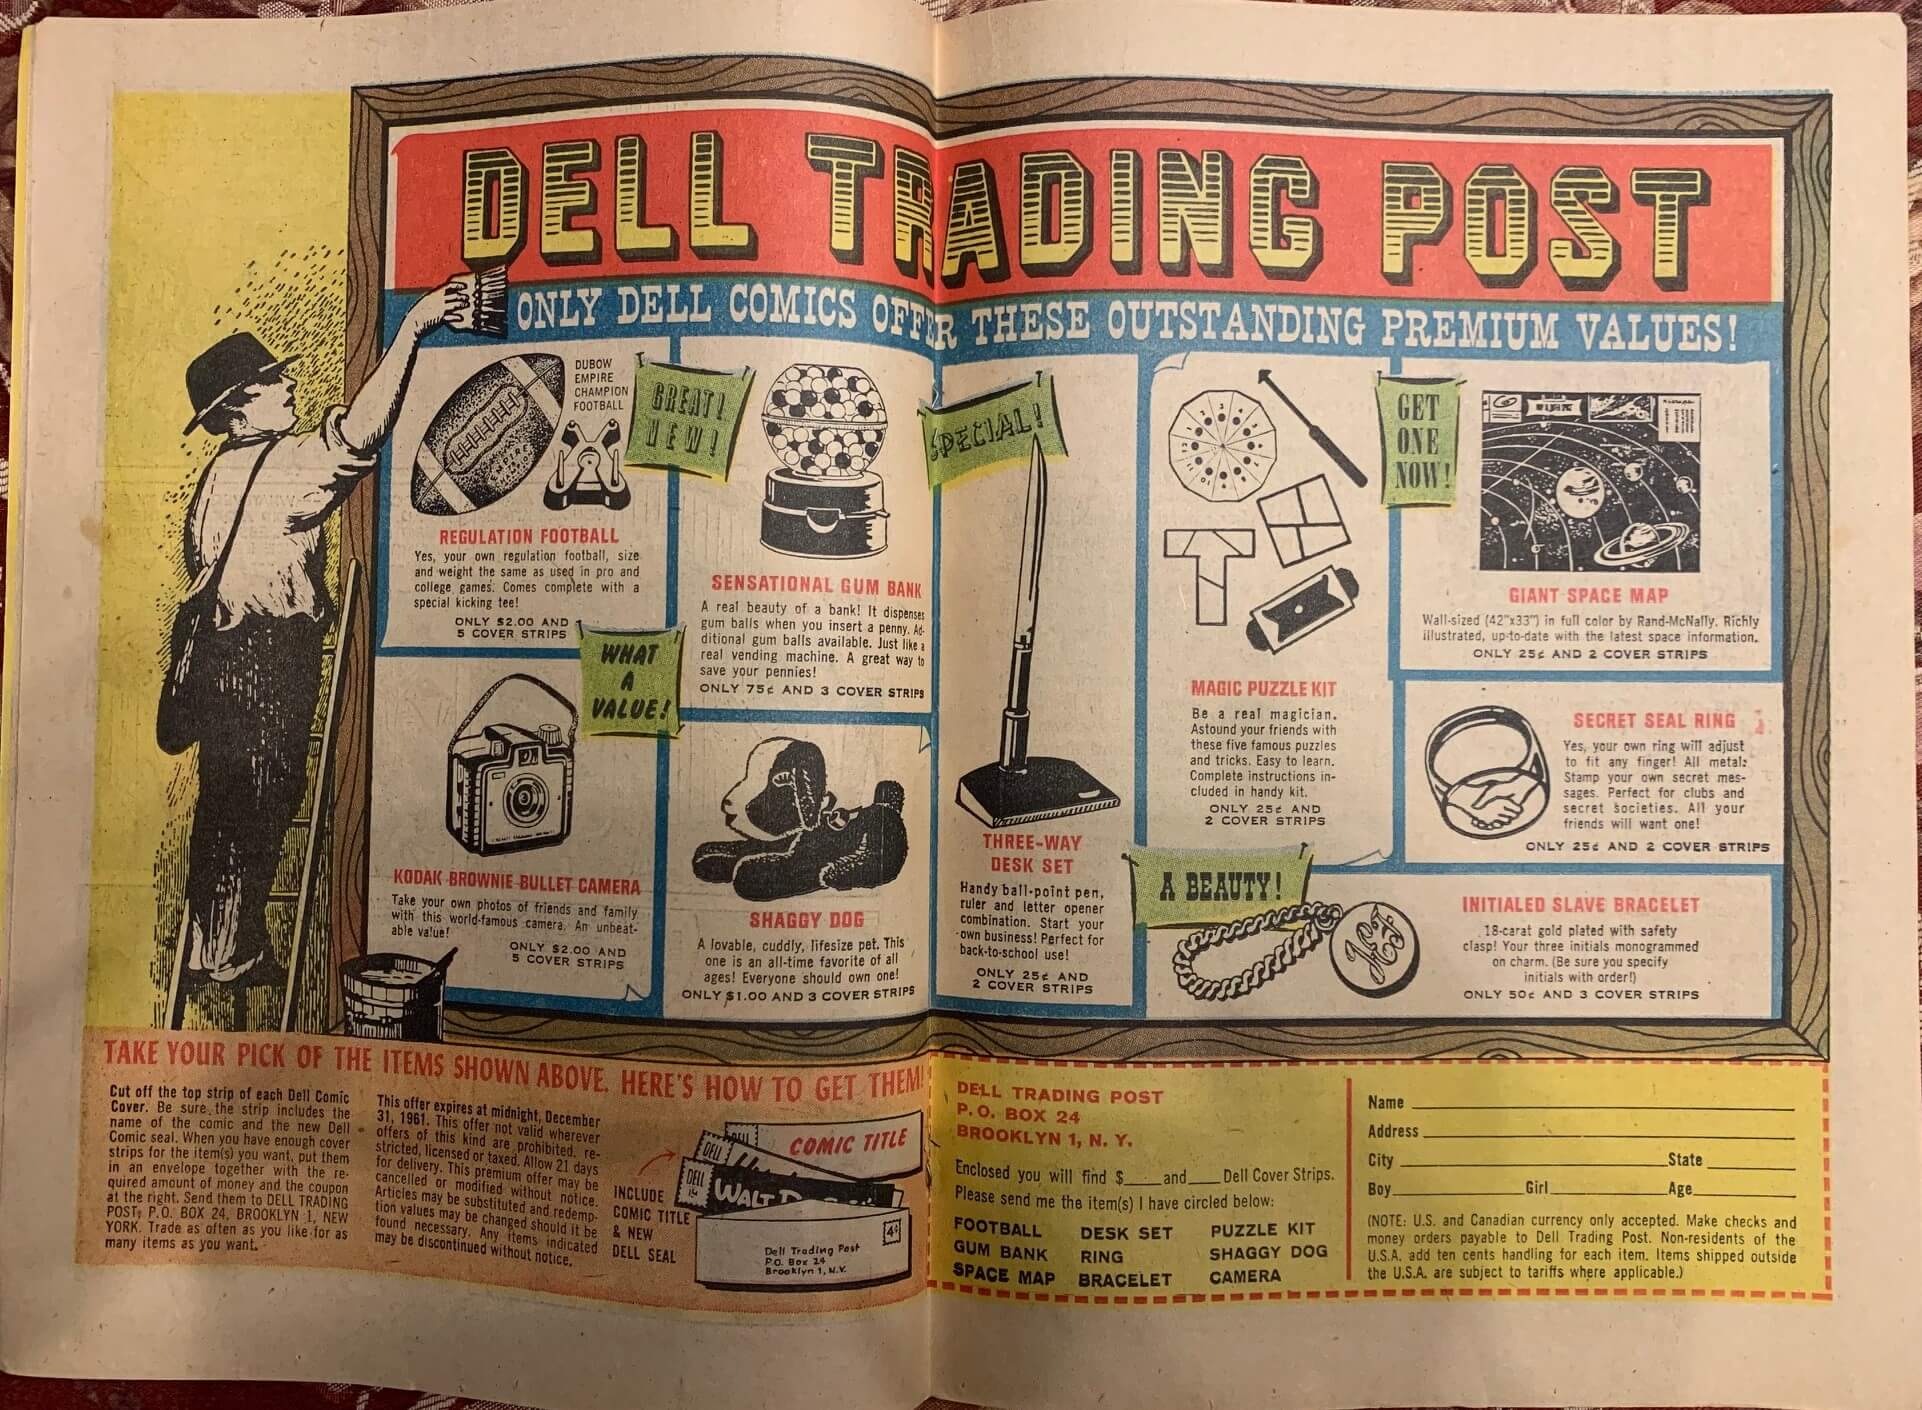 DELL TRADING POST
ONLY DELL COMICS OFFER THESE OUTSTANDING PREMIUM VALUES!
DUBOW
EMPIRE
CHAMPION
FOOTBALL
EMPIRE
REGULATION FOOTBALL
Yes, your own regulation football, size
and weight the same as used in pro and
college games. Comes complete with a
special kicking tee!
ONLY $2.00 AND
5 COVER STRIPS
GREAT!
NEW!
SENSATIONAL GUM BANK
A real beauty of a bank! It dispenses
gum balls when you insert a penny. Ad-
ditional gum balls available. Just like a
real vending machine. A great way to
save your pennies!
ONLY 75¢ AND 3 COVER STRIPS
WHAT
A
VALUE!
KODAK BROWNIE BULLET CAMERA
Take your own photos of friends and family
with this world-famous camera. An unbeat-
able value!
ONLY $2.00 AND
5 COVER STRIPS
SHAGGY DOG
A lovable, cuddly, lifesize pet. This
one is an all-time favorite of all
ages! Everyone should own one!
ONLY $1.00 AND 3 COVER STRIPS
SPECIAL!
THREE-WAY
DESK SET
Handy ball-point pen,
ruler and letter opener
combination. Start your
own business! Perfect for
back-to-school use!
ONLY 25¢ AND
2 COVER STRIPS
MAGIC PUZZLE KIT
Be a real magician.
Astound your friends with
these five famous puzzles
and tricks. Easy to learn.
Complete instructions in-
cluded in handy kit.
ONLY 25¢ AND
2 COVER STRIPS
GET
ONE
NOW!
GIANT SPACE MAP
Wall-sized (42"x33") in full color by Rand-McNally. Richly
illustrated, up-to-date with the latest space information.
ONLY 25¢ AND 2 COVER STRIPS
SECRET SEAL RING
Yes, your own ring will adjust
to fit any finger! All metal:
Stamp your own secret mes-
sages. Perfect for clubs and
secret societies. All your
friends will want one!
ONLY 25¢ AND 2 COVER STRIPS
A BEAUTY!
INITIALED SLAVE BRACELET
18-carat gold plated with safety
clasp! Your three initials monogrammed
on charm. (Be sure you specify
initials with order!)
ONLY 50¢ AND 3 COVER STRIPS
TAKE YOUR PICK OF THE ITEMS SHOWN ABOVE. HERE'S HOW TO GET THEM!
Cut off the top strip of each Dell Comic
Cover. Be sure the strip includes the
name of the comic and the new Dell
Comic seal. When you have enough cover
strips for the item(s) you want, put them
in an envelope together with the re-
quired amount of money and the coupon
at the right. Send them to DELL TRADING
POST, P.O. BOX 24, BROOKLYN 1, NEW
YORK. Trade as often as you like for as
many items as you want.
This offer expires at midnight, December
31, 1961. This offer not valid wherever
offers of this kind are prohibited, re-
stricted, licensed or taxed. Allow 21 days
for delivery. This premium offer may be
cancelled or modified without notice.
Articles may be substituted and redemp-
tion values may be changed should it be
found necessary. Any items indicated
may be discontinued without notice.
INCLUDE
COMIC TITLE
& NEW
DELL SEAL
DELL
COMIC TITLE
DELL
DELL
WALT
4¢
Dell Trading Post
P.O. Box 24
Brooklyn 1, N.Y.
DELL TRADING POST
P. O. BOX 24
BROOKLYN 1, N. Y.
Enclosed you will find $____and____Dell Cover Strips.
Please send me the item(s) I have circled below:
FOOTBALL DESK SET PUZZLE KIT
GUM BANK RING SHAGGY DOG
SPACE MAP BRACELET CAMERA
Name
Address
City State
Boy Girl Age
(NOTE: U.S. and Canadian currency only accepted. Make checks and
money orders payable to Dell Trading Post. Non-residents of the
U.S.A. add ten cents handling for each item. Items shipped outside
the U.S.A. are subject to tariffs where applicable.)